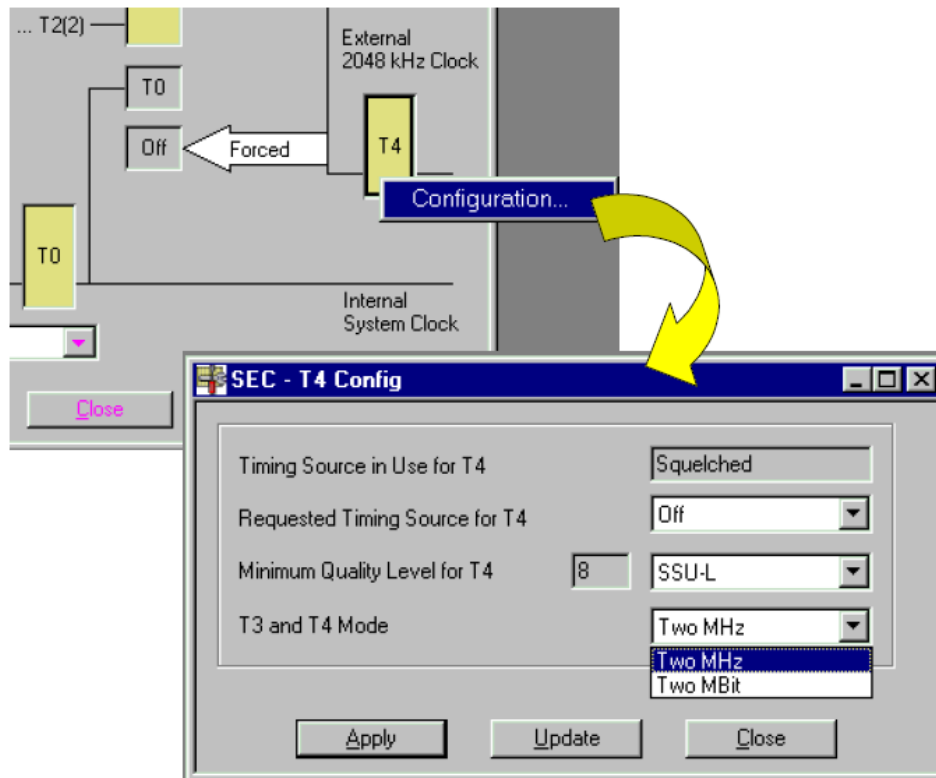 ... T2(2)
External
2048 kHz Clock
T0
Off
Forced
T4
Configuration...
T0
Internal
System Clock
Close
SEC - T4 Config
Timing Source in Use for T4
Squelched
Requested Timing Source for T4
Off
Minimum Quality Level for T4
8
SSU-L
T3 and T4 Mode
Two MHz
Two MHz
Two MBit
Apply
Update
Close